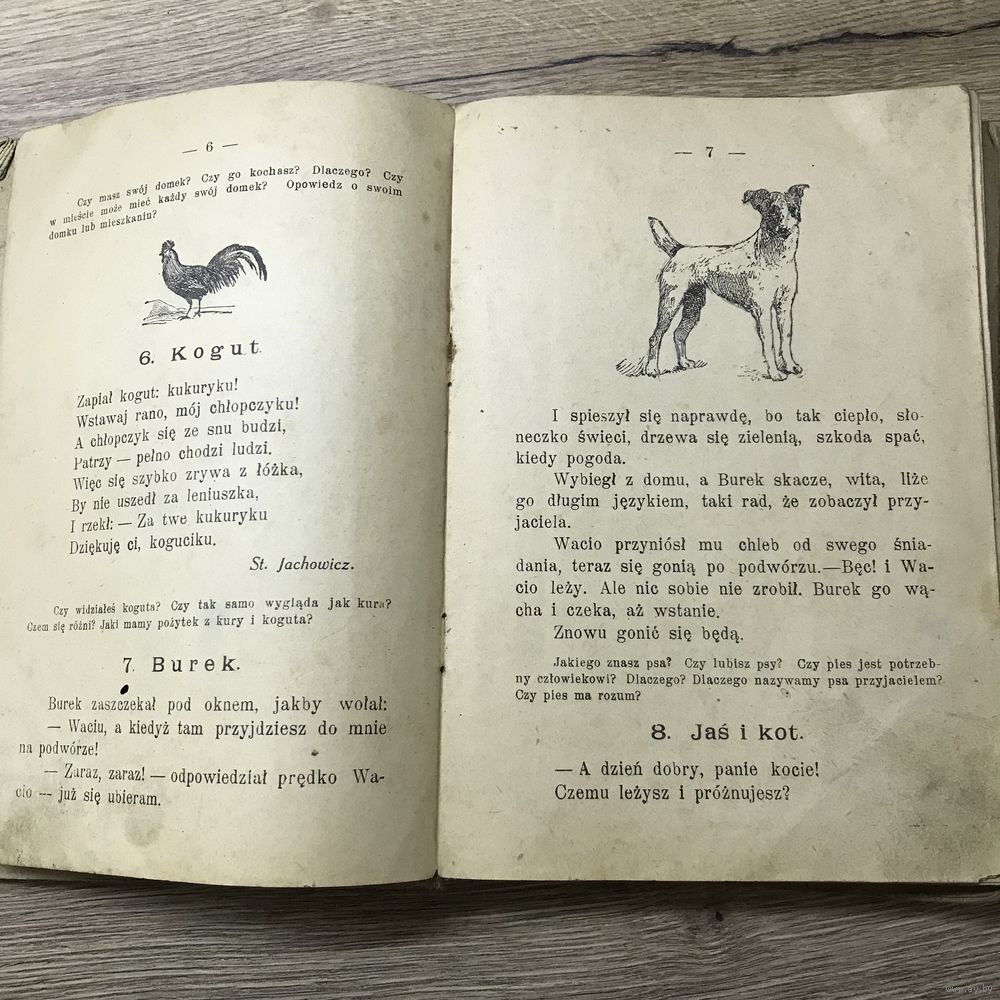 — 6 —
Czy masz swój domek? Czy go kochasz? Dlaczego? Czy
w mieście może mieć każdy swój domek? Opowiedz o swoim
domku lub mieszkaniu?
6. Kogut.
Zapiał kogut: kukuryku!
Wstawaj rano, mój chłopczyku!
A chłopczyk się ze snu budzi,
Patrzy — pełno chodzi ludzi.
Więc się szybko zrywa z łóżka,
By nie uszedł za leniuszka,
I rzekł: — Za twe kukuryku
Dziękuję ci, koguciku.
St. Jachowicz.
Czy widziałeś koguta? Czy tak samo wygląda jak kura?
Czem się różni? Jaki mamy pożytek z kury i koguta?
7. Burek.
Burek zaszczekał pod oknem, jakby wołał:
— Waciu, a kiedyż tam przyjdziesz do mnie
na podwórze!
— Zaraz, zaraz! — odpowiedział prędko Wa-
cio — już się ubieram.
— 7 —
I spieszył się naprawdę, bo tak ciepło, sło-
neczko święci, drzewa się zielenią, szkoda spać,
kiedy pogoda.
Wybiegł z domu, a Burek skacze, wita, liże
go długim językiem, taki rad, że zobaczył przy-
jaciela.
Wacio przyniósł mu chleb od swego śnia-
dania, teraz się gonią po podwórzu.—Bęc! i Wa-
cio leży. Ale nic sobie nie zrobił. Burek go wą-
cha i czeka, aż wstanie.
Znowu gonić się będą.
Jakiego znasz psa? Czy lubisz psy? Czy pies jest potrzeb-
ny człowiekowi? Dlaczego? Dlaczego nazywamy psa przyjacielem?
Czy pies ma rozum?
8. Jaś i kot.
— A dzień dobry, panie kocie!
Czemu leżysz i próżnujesz?
www.ay.by